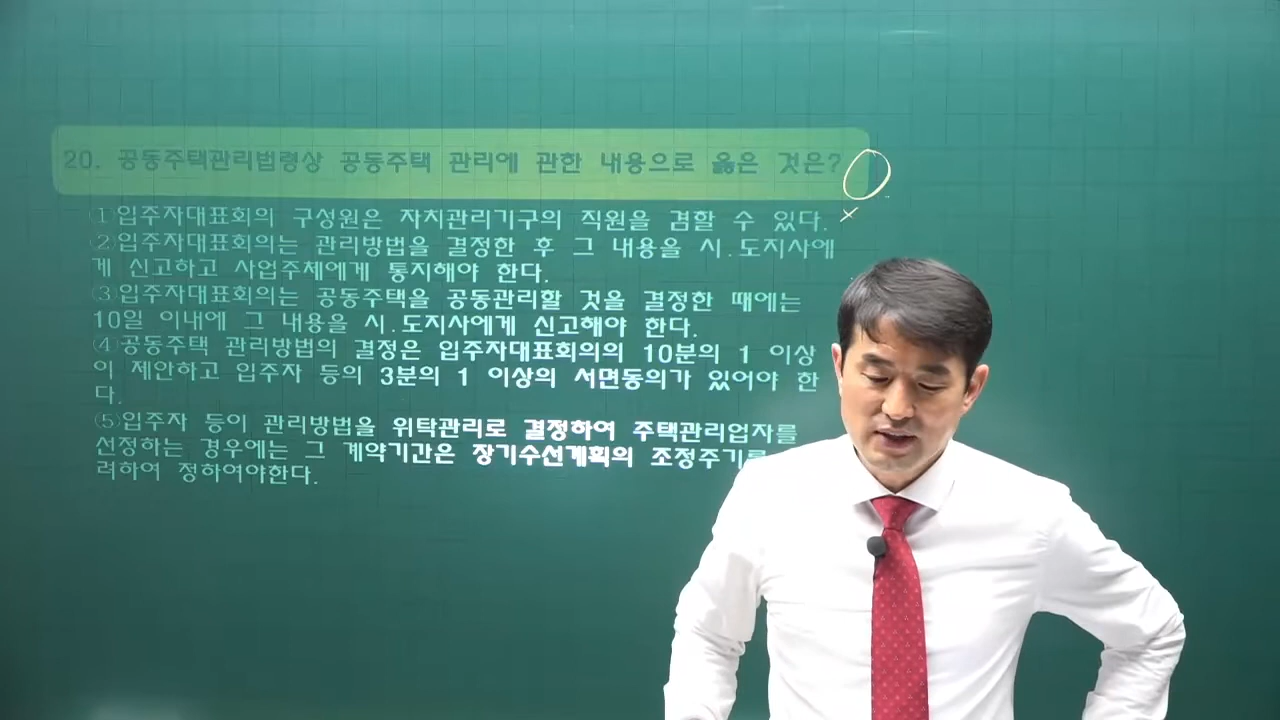 20. 공동주택관리법령상 공동주택 관리에 관한 내용으로 옳은 것은?
①입주자대표회의 구성원은 자치관리기구의 직원을 겸할 수 있다.
②입주자대표회의는 관리방법을 결정한 후 그 내용을 시.도지사에
게 신고하고 사업주체에게 통지해야 한다.
③입주자대표회의는 공동주택을 공동관리할 것을 결정한 때에는
10일 이내에 그 내용을 시.도지사에게 신고해야 한다.
④공동주택 관리방법의 결정은 입주자대표회의의 10분의 1 이상
이 제안하고 입주자 등의 3분의 1 이상의 서면동의가 있어야 한
다.
⑤입주자 등이 관리방법을 위탁관리로 결정하여 주택관리업자를
선정하는 경우에는 그 계약기간은 장기수선계획의 조정주기를
려하여 정하여야한다.